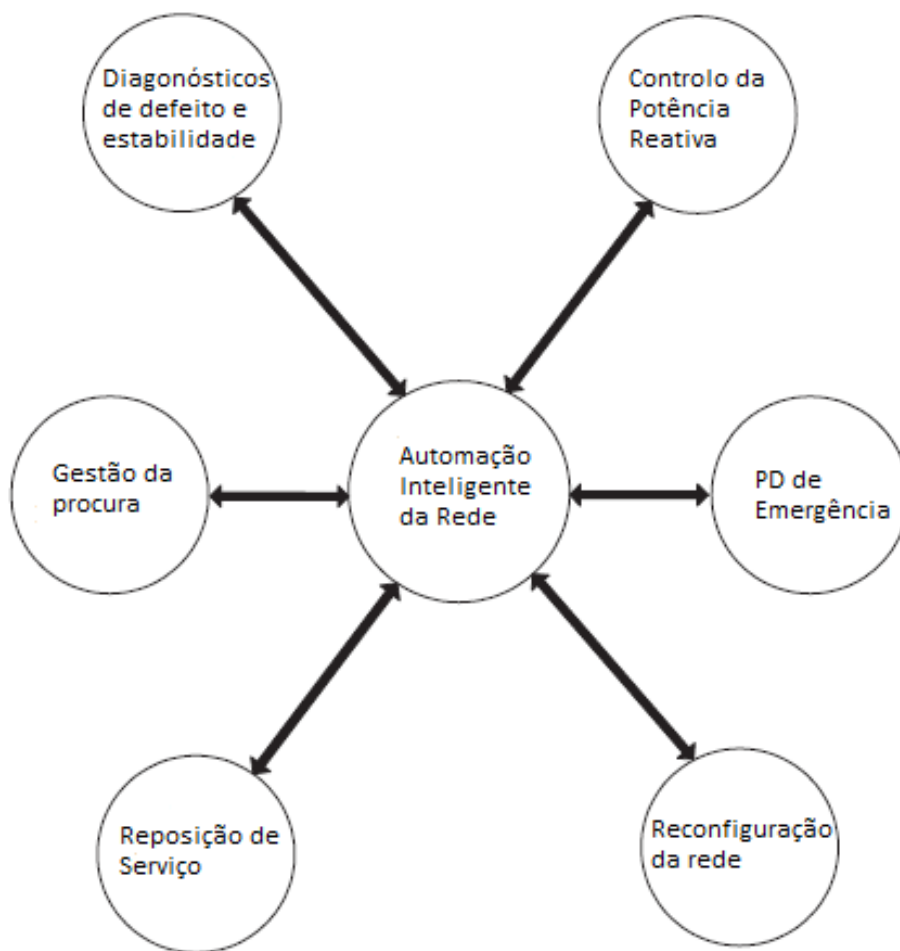 Diagonósticos
de defeito e
estabilidade
Controlo da
Potência
Reativa
Gestão da
procura
Automação
Inteligente
da Rede
PD de
Emergência
Reposição de
Serviço
Reconfiguração
da rede